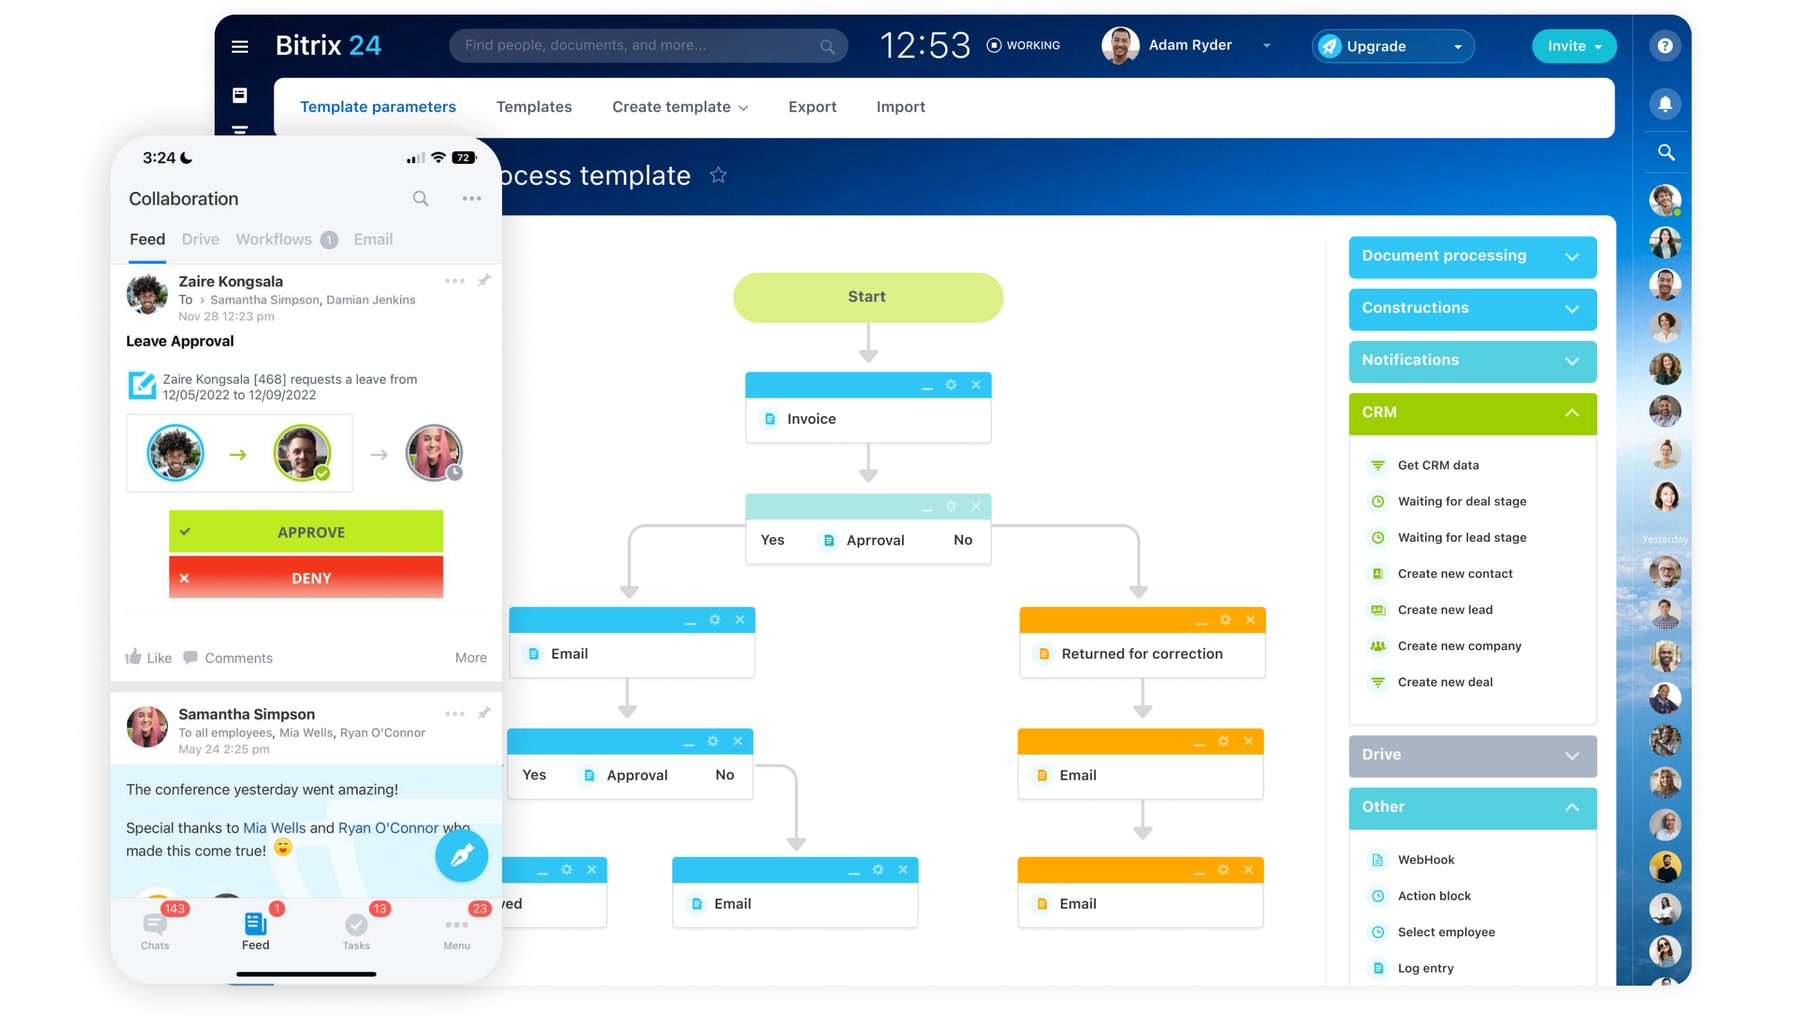 Bitrix 24
Find people, documents, and more...
12:53
WORKING
Adam Ryder
Upgrade
Invite
?
Template parameters
Templates
Create template
Export
Import
ocess template
Start
Invoice
Yes
Aprroval
No
Email
Returned for correction
Yes
Approval
No
Email
ved
Email
Email
Document processing
Constructions
Notifications
CRM
Get CRM data
Waiting for deal stage
Waiting for lead stage
Create new contact
Create new lead
Create new company
Create new deal
Drive
Other
WebHook
Action block
Select employee
Log entry
Yesterday
3:24
72
Collaboration
Feed
Drive
Workflows 1
Email
Zaire Kongsala
To > Samantha Simpson, Damian Jenkins
Nov 28 12:23 pm
Leave Approval
Zaire Kongsala [468] requests a leave from
12/05/2022 to 12/09/2022
APPROVE
DENY
Like
Comments
More
Samantha Simpson
To all employees, Mia Wells, Ryan O'Connor
May 24 2:25 pm
The conference yesterday went amazing!
Special thanks to Mia Wells and Ryan O'Connor who
made this come true!
143
Chats
1
Feed
13
Tasks
23
Menu